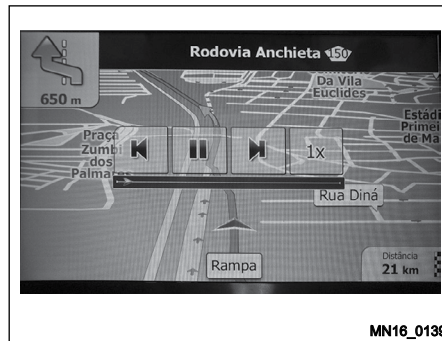 Rodovia Anchieta 150
Da Vila
Euclides
650 m
Estádi
Primei
de Ma
Praça
Zumbi
dos
Palmares
1x
Rua Diná
Rampa
Distância
21 km
MN16_0139